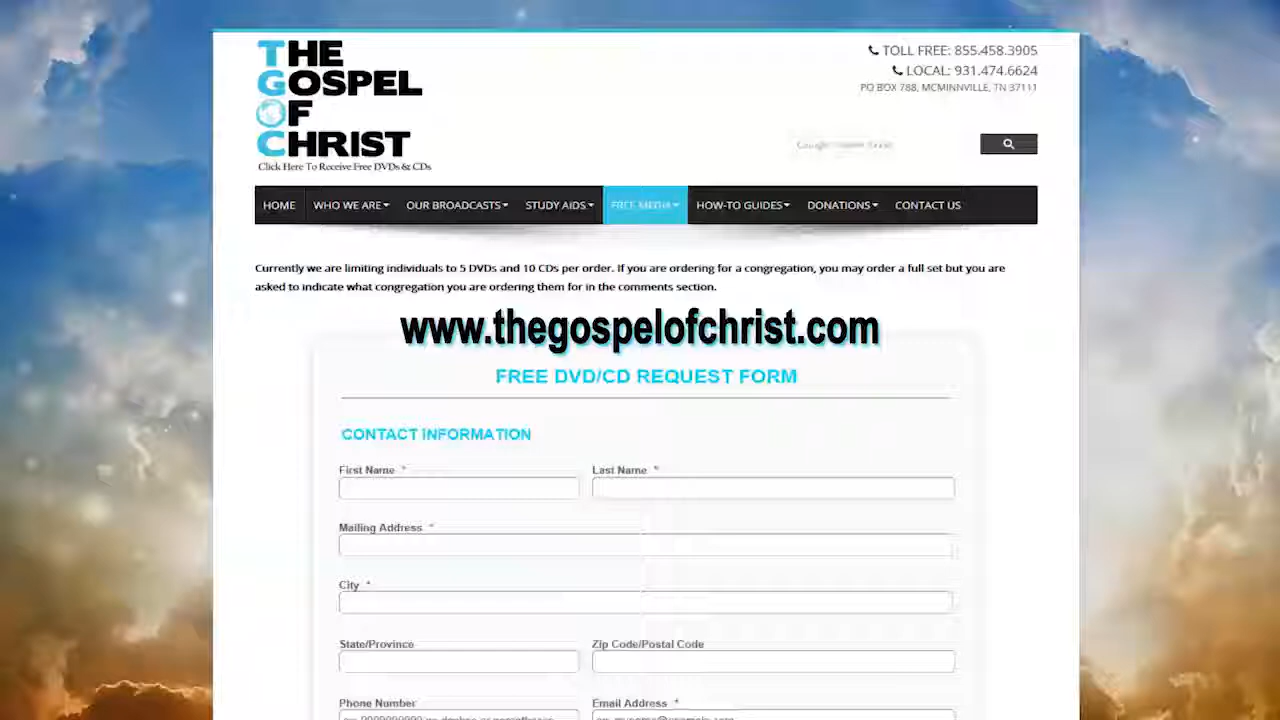 THE
GOSPEL
OF
CHRIST
Click Here To Receive Free DVDs & CDs
TOLL FREE: 855.458.3905
LOCAL: 931.474.6624
PO BOX 788, MCMINNVILLE, TN 37111
HOME WHO WE ARE OUR BROADCASTS STUDY AIDS FREE MEDIA HOW-TO GUIDES DONATIONS CONTACT US
Currently we are limiting individuals to 5 DVDs and 10 CDs per order. If you are ordering for a congregation, you may order a full set but you are
asked to indicate what congregation you are ordering them for in the comments section.
www.thegospelofchrist.com
FREE DVD/CD REQUEST FORM
CONTACT INFORMATION
First Name * Last Name *
Mailing Address *
City *
State/Province Zip Code/Postal Code
Phone Number Email Address *